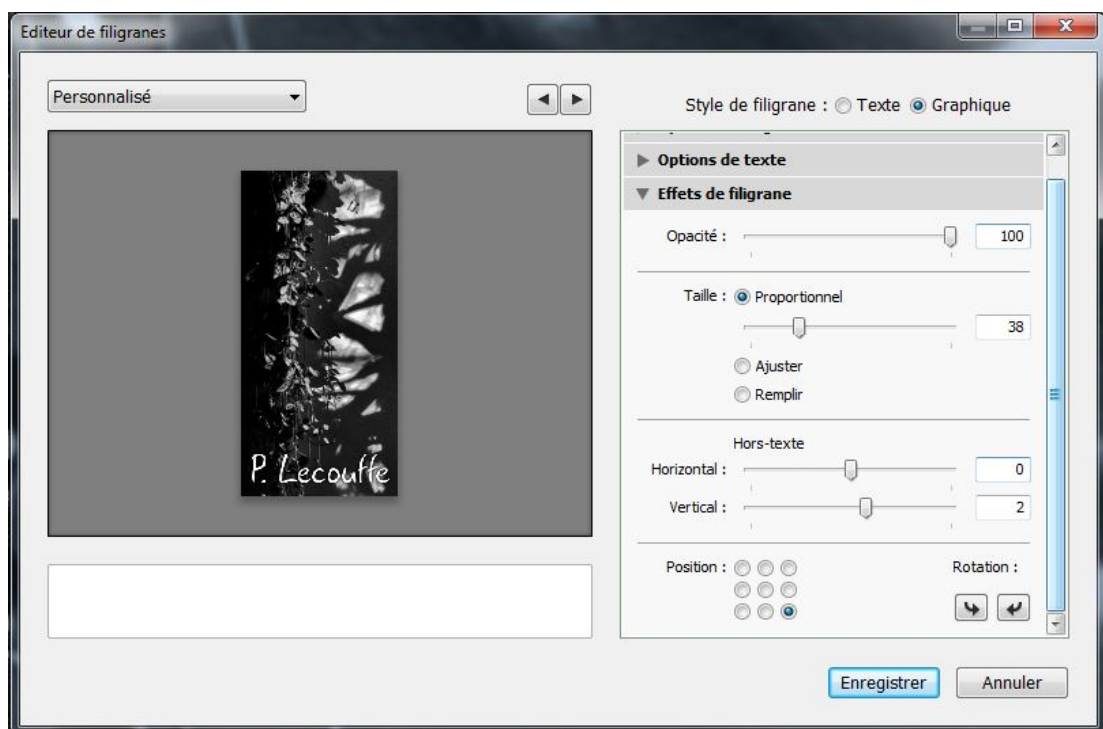 Editeur de filigranes
Personnalisé
Style de filigrane : Texte Graphique
Options de texte
Effets de filigrane
Opacité : 100
Taille : Proportionnel
38
Ajuster
Remplir
Hors-texte
Horizontal : 0
Vertical : 2
Position : Rotation :
P. Lecouffe
Enregistrer Annuler